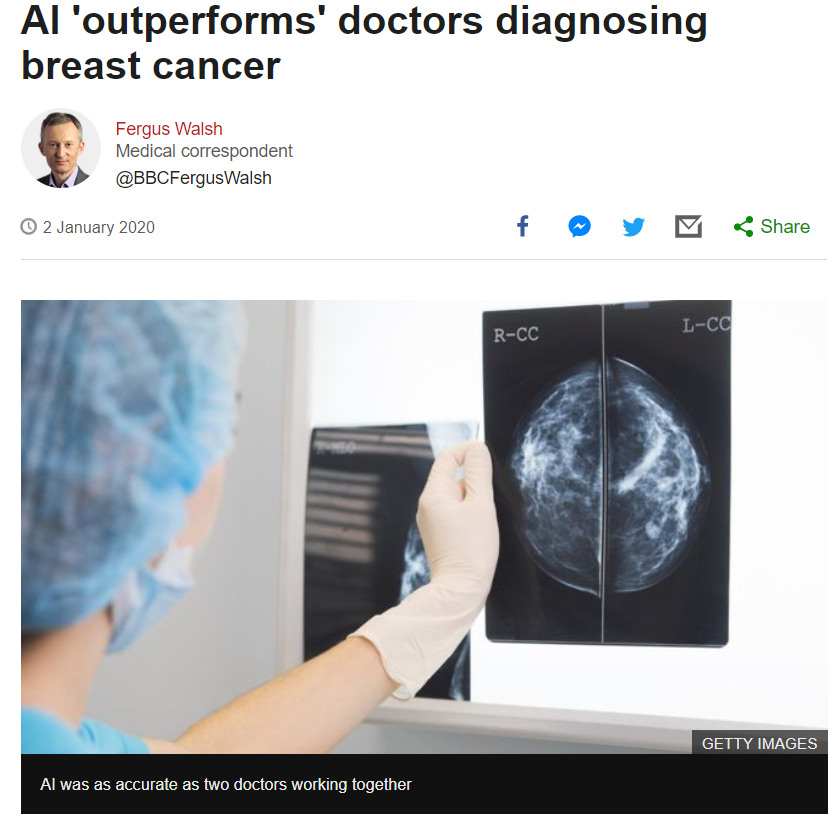 AI 'outperforms' doctors diagnosing
breast cancer
Fergus Walsh
Medical correspondent
@BBCFergusWalsh
2 January 2020
Share
R-CC
L-CC
R-MLO
GETTY IMAGES
AI was as accurate as two doctors working together